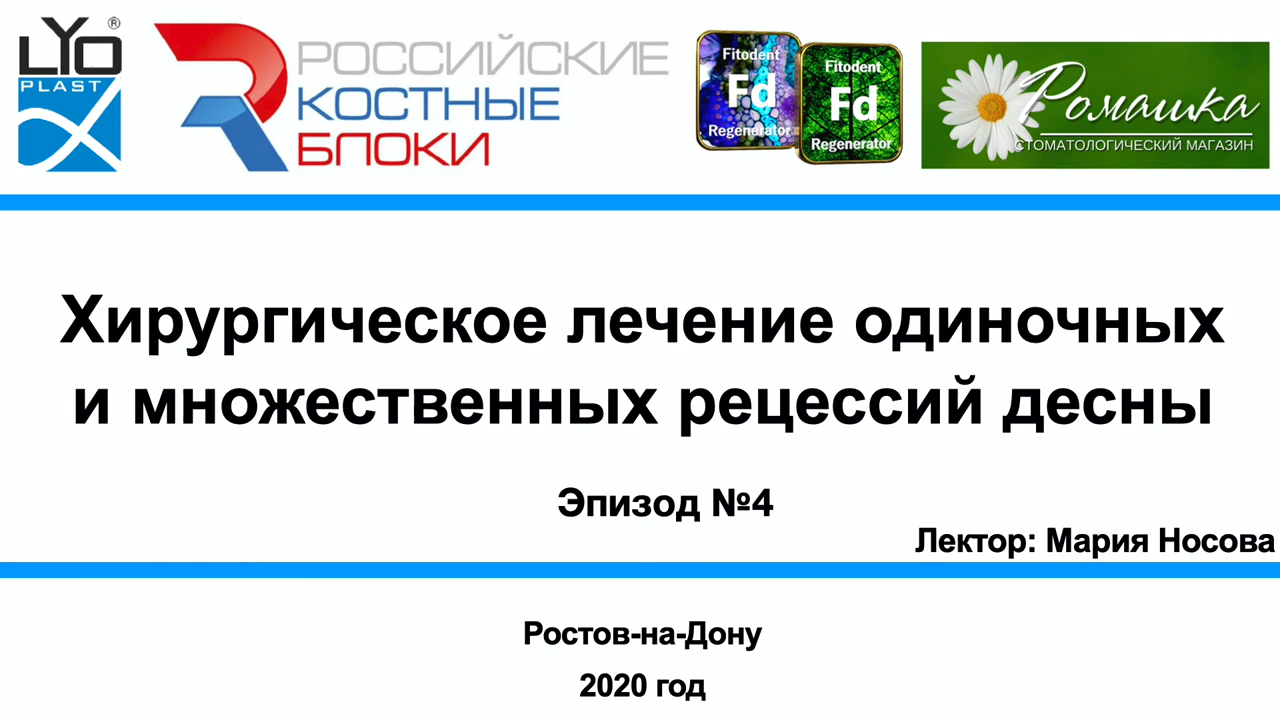 LYO®
PLAST
РОССИЙСКИЕ
КОСТНЫЕ
БЛОКИ
Fitodent
Fd
Regenerator
Fitodent
Fd
Regenerator
Ромашка
СТОМАТОЛОГИЧЕСКИЙ МАГАЗИН
Хирургическое лечение одиночных
и множественных рецессий десны
Эпизод №4
Лектор: Мария Носова
Ростов-на-Дону
2020 год